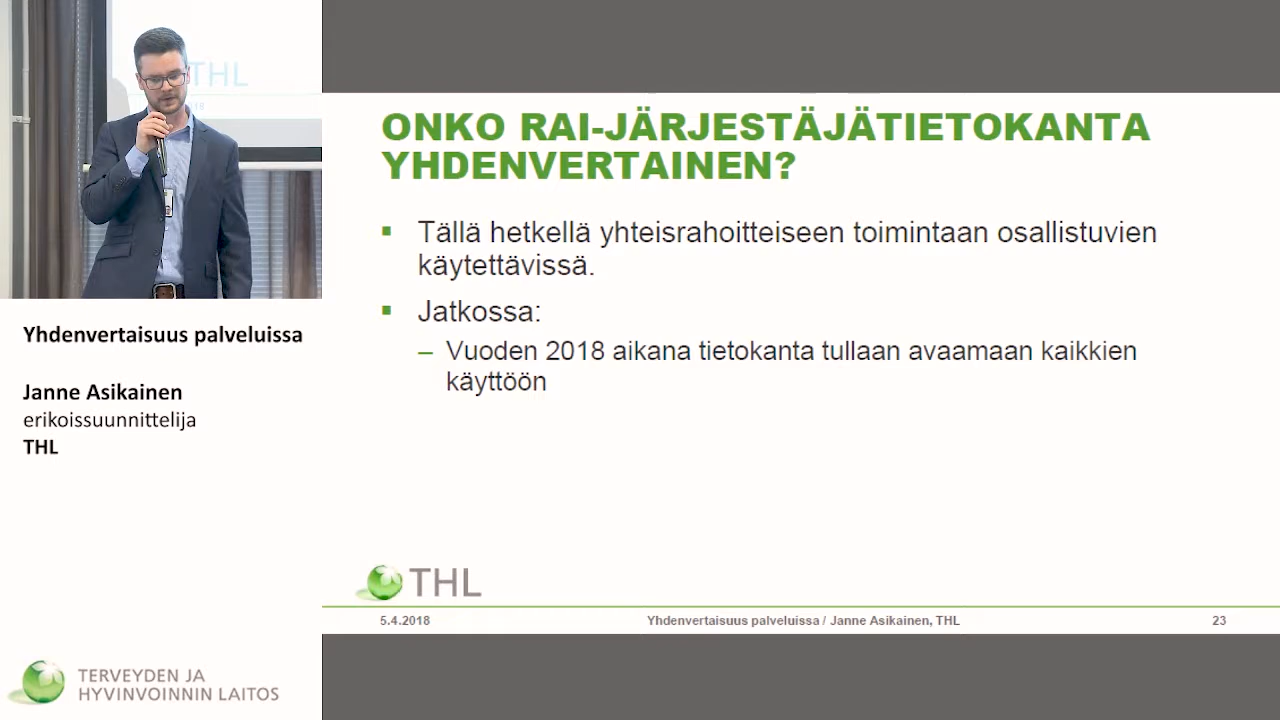 THL
Yhdenvertaisuus palveluissa
Janne Asikainen
erikoissuunnittelija
THL
TERVEYDEN JA
HYVINVOINNIN LAITOS
ONKO RAI-JÄRJESTÄJÄTIETOKANTA
YHDENVERTAINEN?
▪ Tällä hetkellä yhteisrahoitteiseen toimintaan osallistuvien
käytettävissä.
▪ Jatkossa:
– Vuoden 2018 aikana tietokanta tullaan avaamaan kaikkien
käyttöön
THL
5.4.2018 Yhdenvertaisuus palveluissa / Janne Asikainen, THL 23